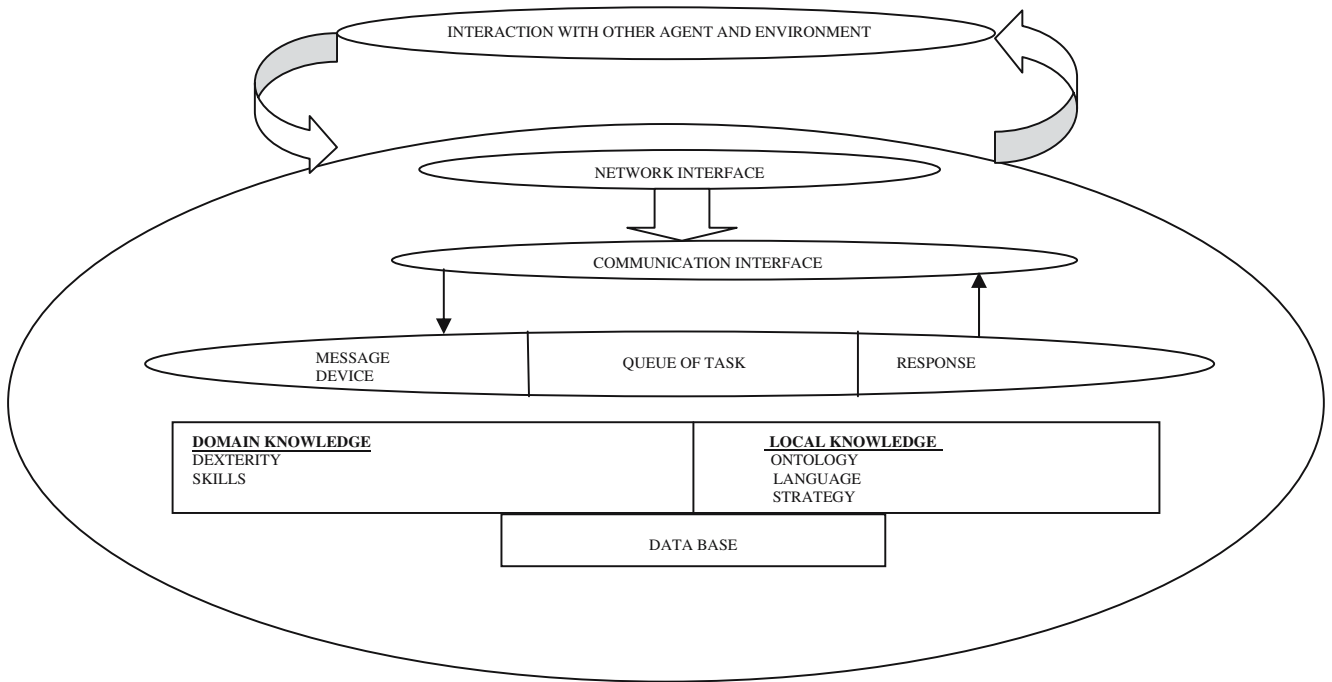 INTERACTION WITH OTHER AGENT AND ENVIRONMENT
NETWORK INTERFACE
COMMUNICATION INTERFACE
MESSAGE
DEVICE
QUEUE OF TASK
RESPONSE
DOMAIN KNOWLEDGE
DEXTERITY
SKILLS
LOCAL KNOWLEDGE
ONTOLOGY
LANGUAGE
STRATEGY
DATA BASE